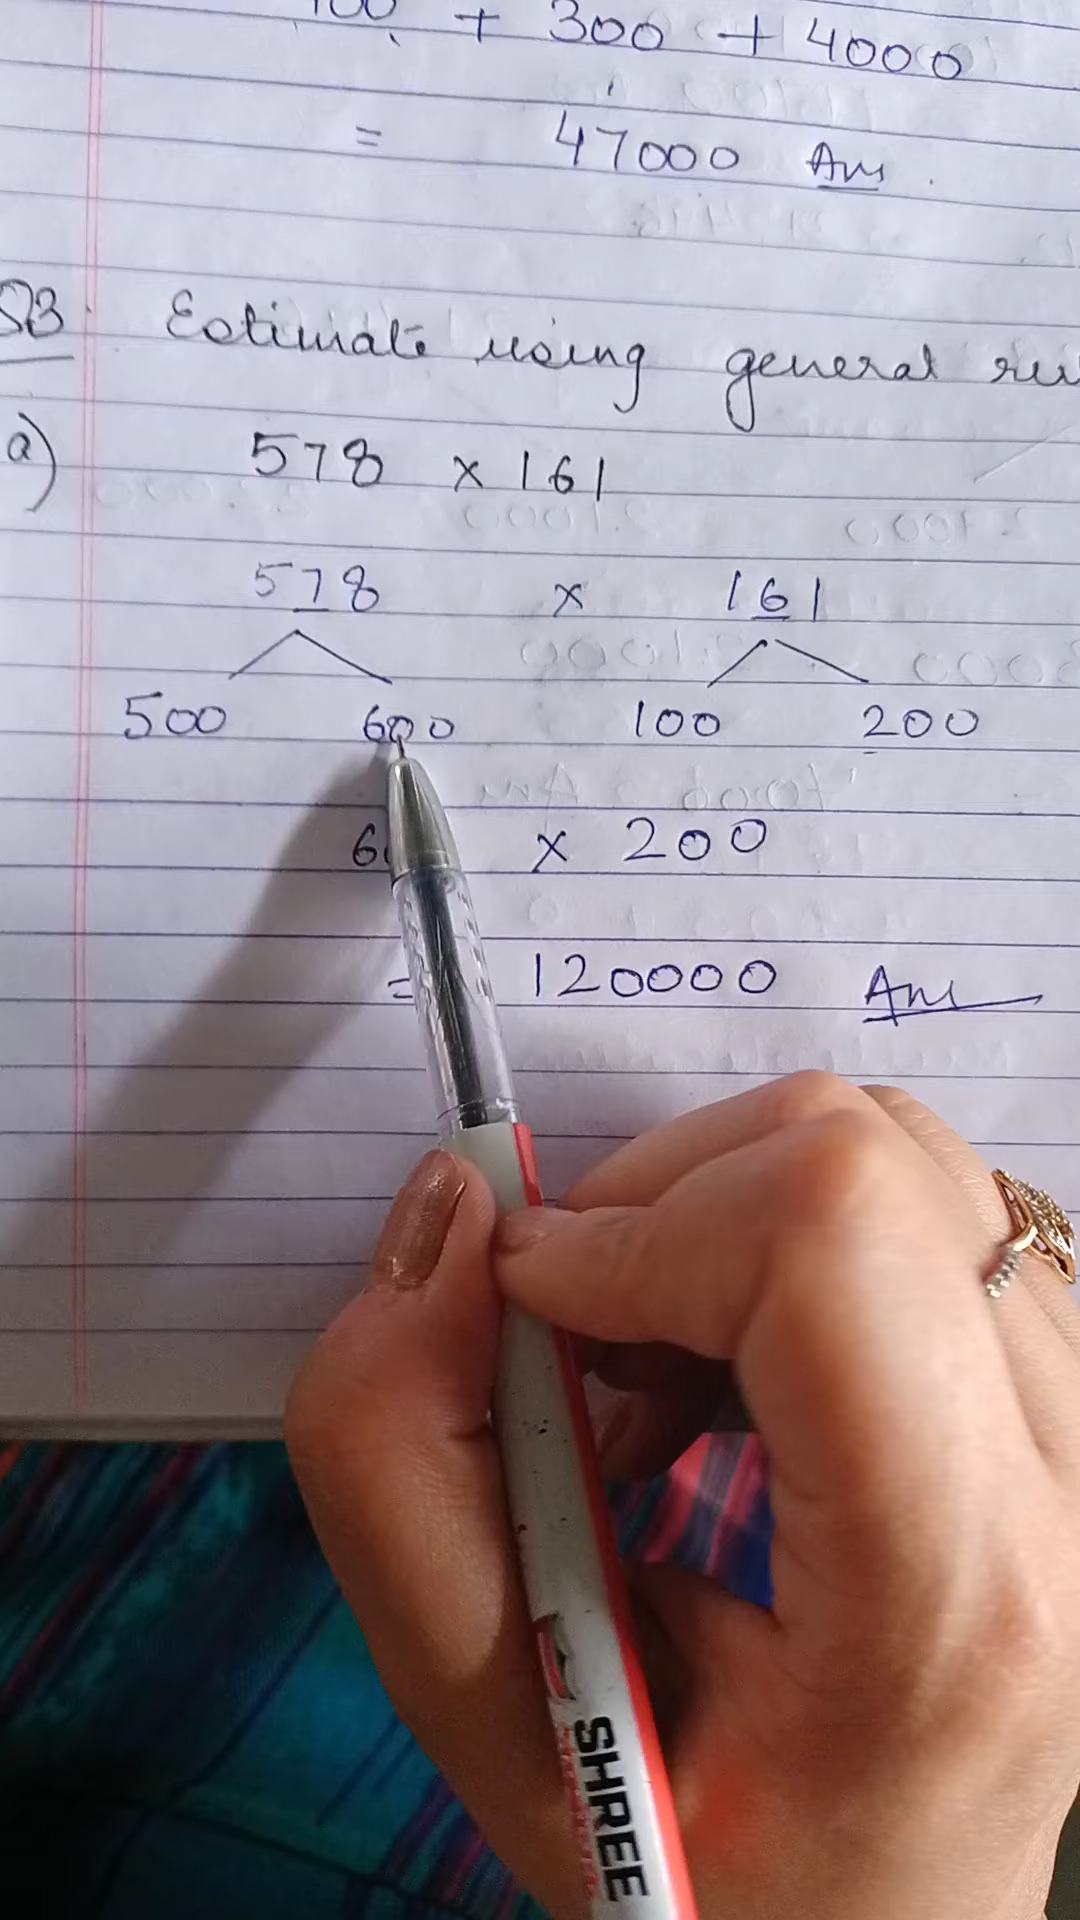 100 + 300 + 4000
= 47000 Ans.
Q3. Estimate using general
a) 578 × 161
578 × 161
500 600 100 200
× 200
= 120000 Ans
SHREE